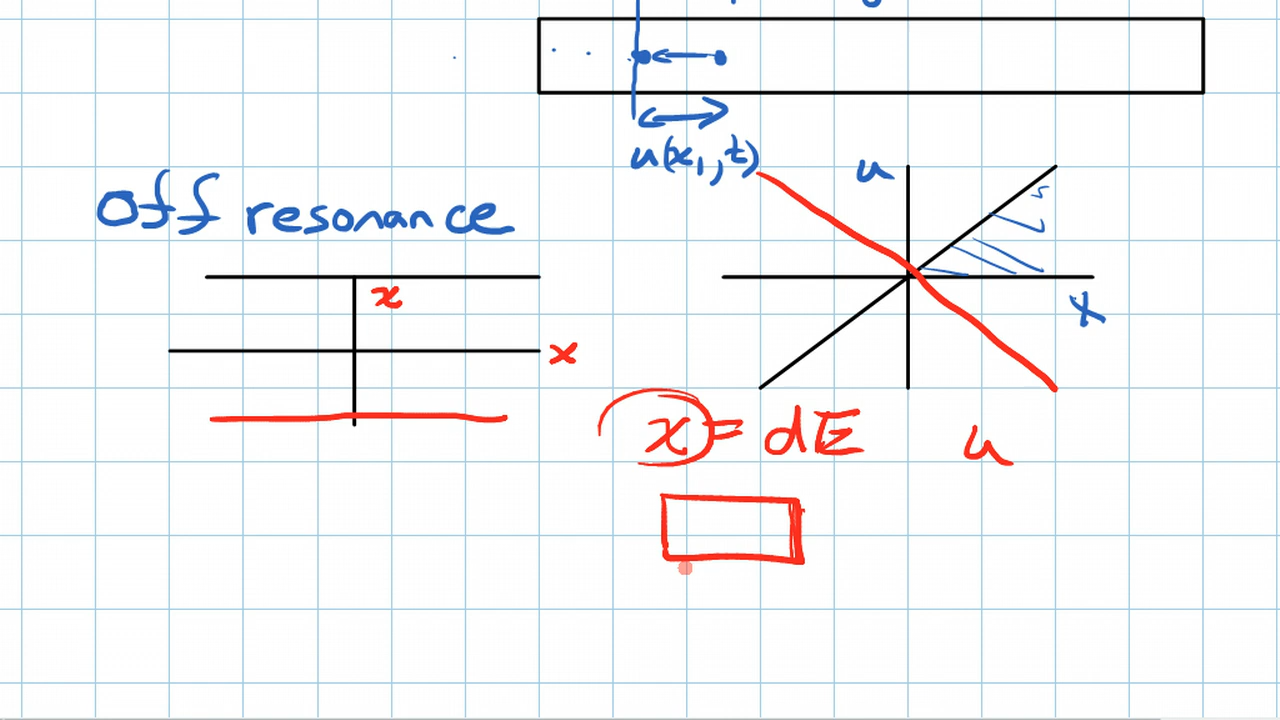 u(x₁,t)
u
Off resonance
x
x
x
x = dE
u